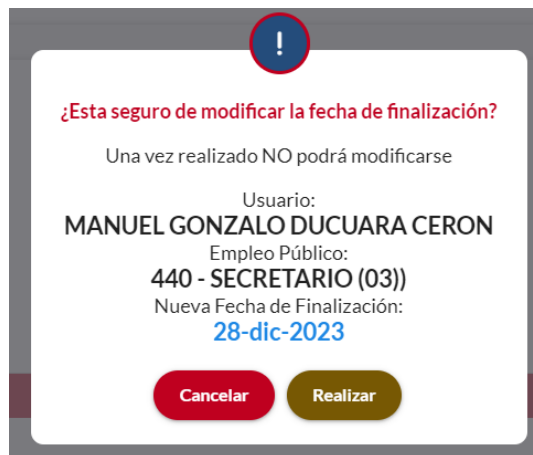 !
¿Esta seguro de modificar la fecha de finalización?
Una vez realizado NO podrá modificarse
Usuario:
MANUEL GONZALO DUCUARA CERON
Empleo Público:
440 - SECRETARIO (03))
Nueva Fecha de Finalización:
28-dic-2023
Cancelar Realizar